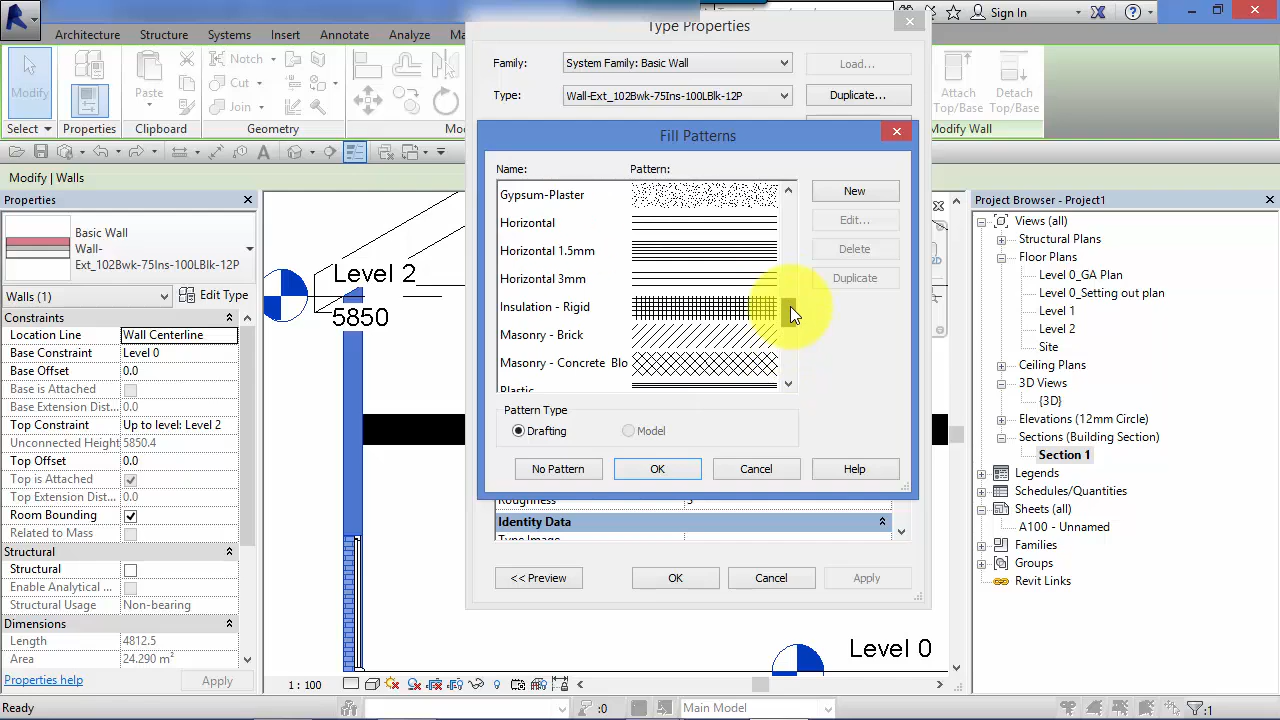 Sign In
Type Properties
Architecture
Structure
Insert
Annotate
Analyze
Family:
System Family: Basic Wall
Load...
Type:
Wall-Ext_102Bwk-75Ins-100LBlk-12P
Duplicate...
Modify
Paste
Notch
Cut
Join
Attach
Top/Base
Detach
Top/Base
Select
Properties
Clipboard
Geometry
Modify Wall
Fill Patterns
Modify | Walls
Name:
Pattern:
Properties
Project Browser - Project1
Gypsum-Plaster
Horizontal
Horizontal 1.5mm
Horizontal 3mm
Insulation - Rigid
Masonry - Brick
Masonry - Concrete Blo
Plastic
New
Edit...
Delete
Duplicate
Pattern Type
Drafting
Model
No Pattern
OK
Cancel
Help
Basic Wall
Wall-
Ext_102Bwk-75Ins-100LBlk-12P
Walls (1)
Edit Type
Constraints
Location Line
Wall Centerline
Base Constraint
Level 0
Base Offset
0.0
Base is Attached
Base Extension Dist...
0.0
Top Constraint
Up to level: Level 2
Unconnected Height
5850.4
Top Offset
0.0
Top is Attached
Top Extension Dist...
0.0
Room Bounding
Related to Mass
Structural
Structural
Enable Analytical ...
Structural Usage
Non-bearing
Dimensions
Length
4812.5
Area
24.290 m²
Properties help
Apply
Level 2
5850
Level 0
Roughness
3
Identity Data
Type Image
<< Preview
OK
Cancel
Apply
Views (all)
Structural Plans
Floor Plans
Level 0_GA Plan
Level 0_Setting out plan
Level 1
Level 2
Site
Ceiling Plans
3D Views
{3D}
Elevations (12mm Circle)
Sections (Building Section)
Section 1
Legends
Schedules/Quantities
Sheets (all)
A100 - Unnamed
Families
Groups
Revit Links
1 : 100
Ready
:0
Main Model
:1